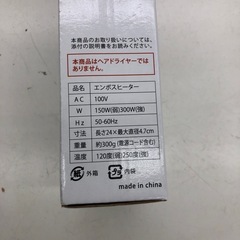 本商品のお取り扱いについては、
添付の説明書をお読みください。
本商品はヘアドライヤーでは
ありません。
品名 エンボスヒーター
AC 100V
W 150W(弱)300W(強)
Hz 50-60Hz
寸法 長さ24×最大直径4.7cm
重量 約300g(電源コード含む)
温度 120度(弱)250度(強)
紙 外箱
プラ 内袋
made in china